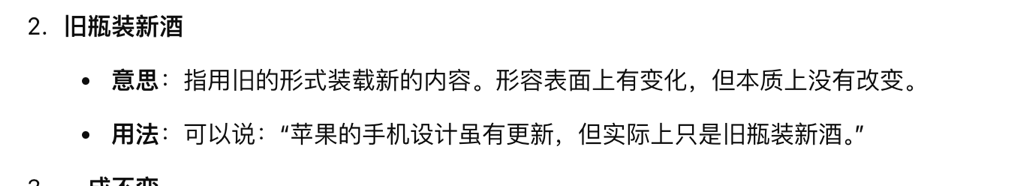 2. 旧瓶装新酒
• 意思：指用旧的形式装载新的内容。形容表面上有变化，但本质上没有改变。
• 用法：可以说：“苹果的手机设计虽有更新，但实际上只是旧瓶装新酒。”